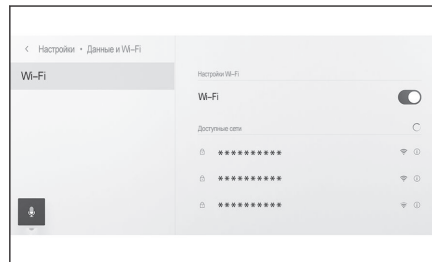 < Настройки • Данные и Wi–Fi
Wi–Fi
Настройки Wi–Fi
Wi–Fi
Доступные сети
**********
**********
**********